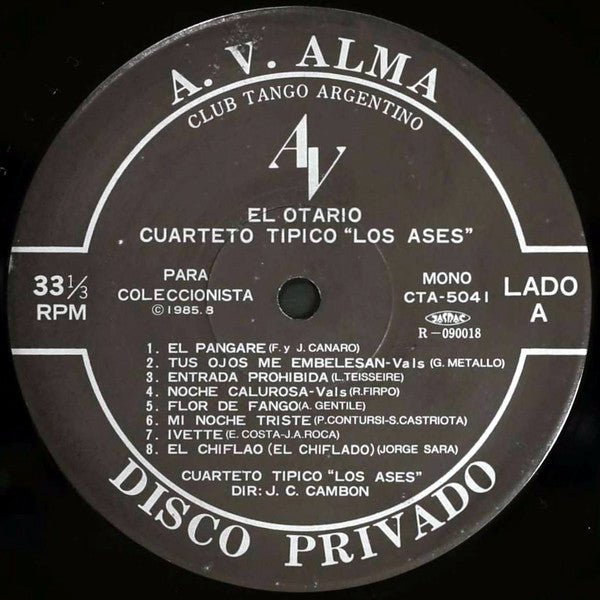 A. V. ALMA
CLUB TANGO ARGENTINO
AV
EL OTARIO
CUARTETO TIPICO "LOS ASES"
33 1/3
RPM
PARA
COLECCIONISTA
©1985.8
MONO
CTA-5041
JASRAC
R-090018
LADO
A
1. EL PANGARE(F. y J. CANARO)
2. TUS OJOS ME EMBELESAN-Vals (G. METALLO)
3. ENTRADA PROHIBIDA(L.TEISSEIRE)
4. NOCHE CALUROSA-Vals(R.FIRPO)
5. FLOR DE FANGO(A. GENTILE)
6. MI NOCHE TRISTE(P.CONTURSI-S.CASTRIOTA)
7. IVETTE(E. COSTA-J.A.ROCA)
8. EL CHIFLAO (EL CHIFLADO)(JORGE SARA)
CUARTETO TIPICO "LOS ASES"
DIR: J. C. CAMBON
DISCO PRIVADO